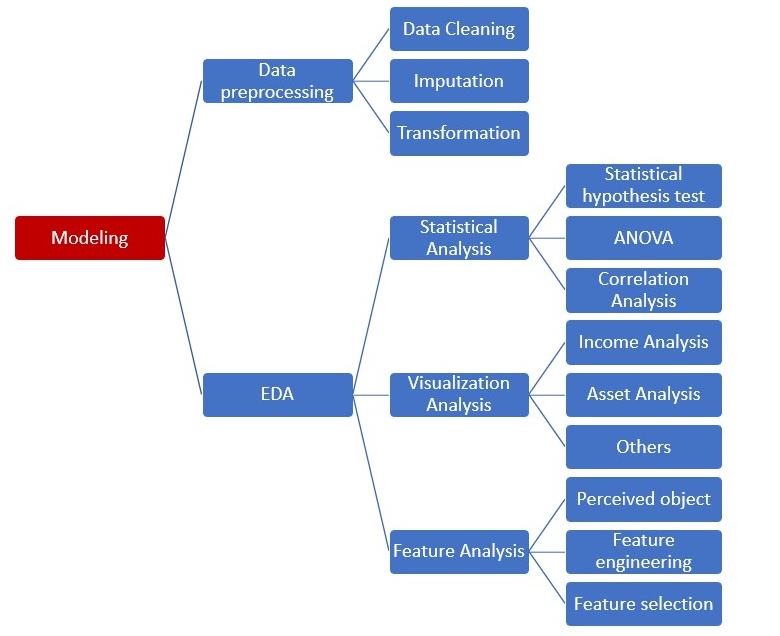 Modeling
Data
preprocessing
Data Cleaning
Imputation
Transformation
EDA
Statistical
Analysis
Statistical
hypothesis test
ANOVA
Correlation
Analysis
Visualization
Analysis
Income Analysis
Asset Analysis
Others
Feature Analysis
Perceived object
Feature
engineering
Feature selection